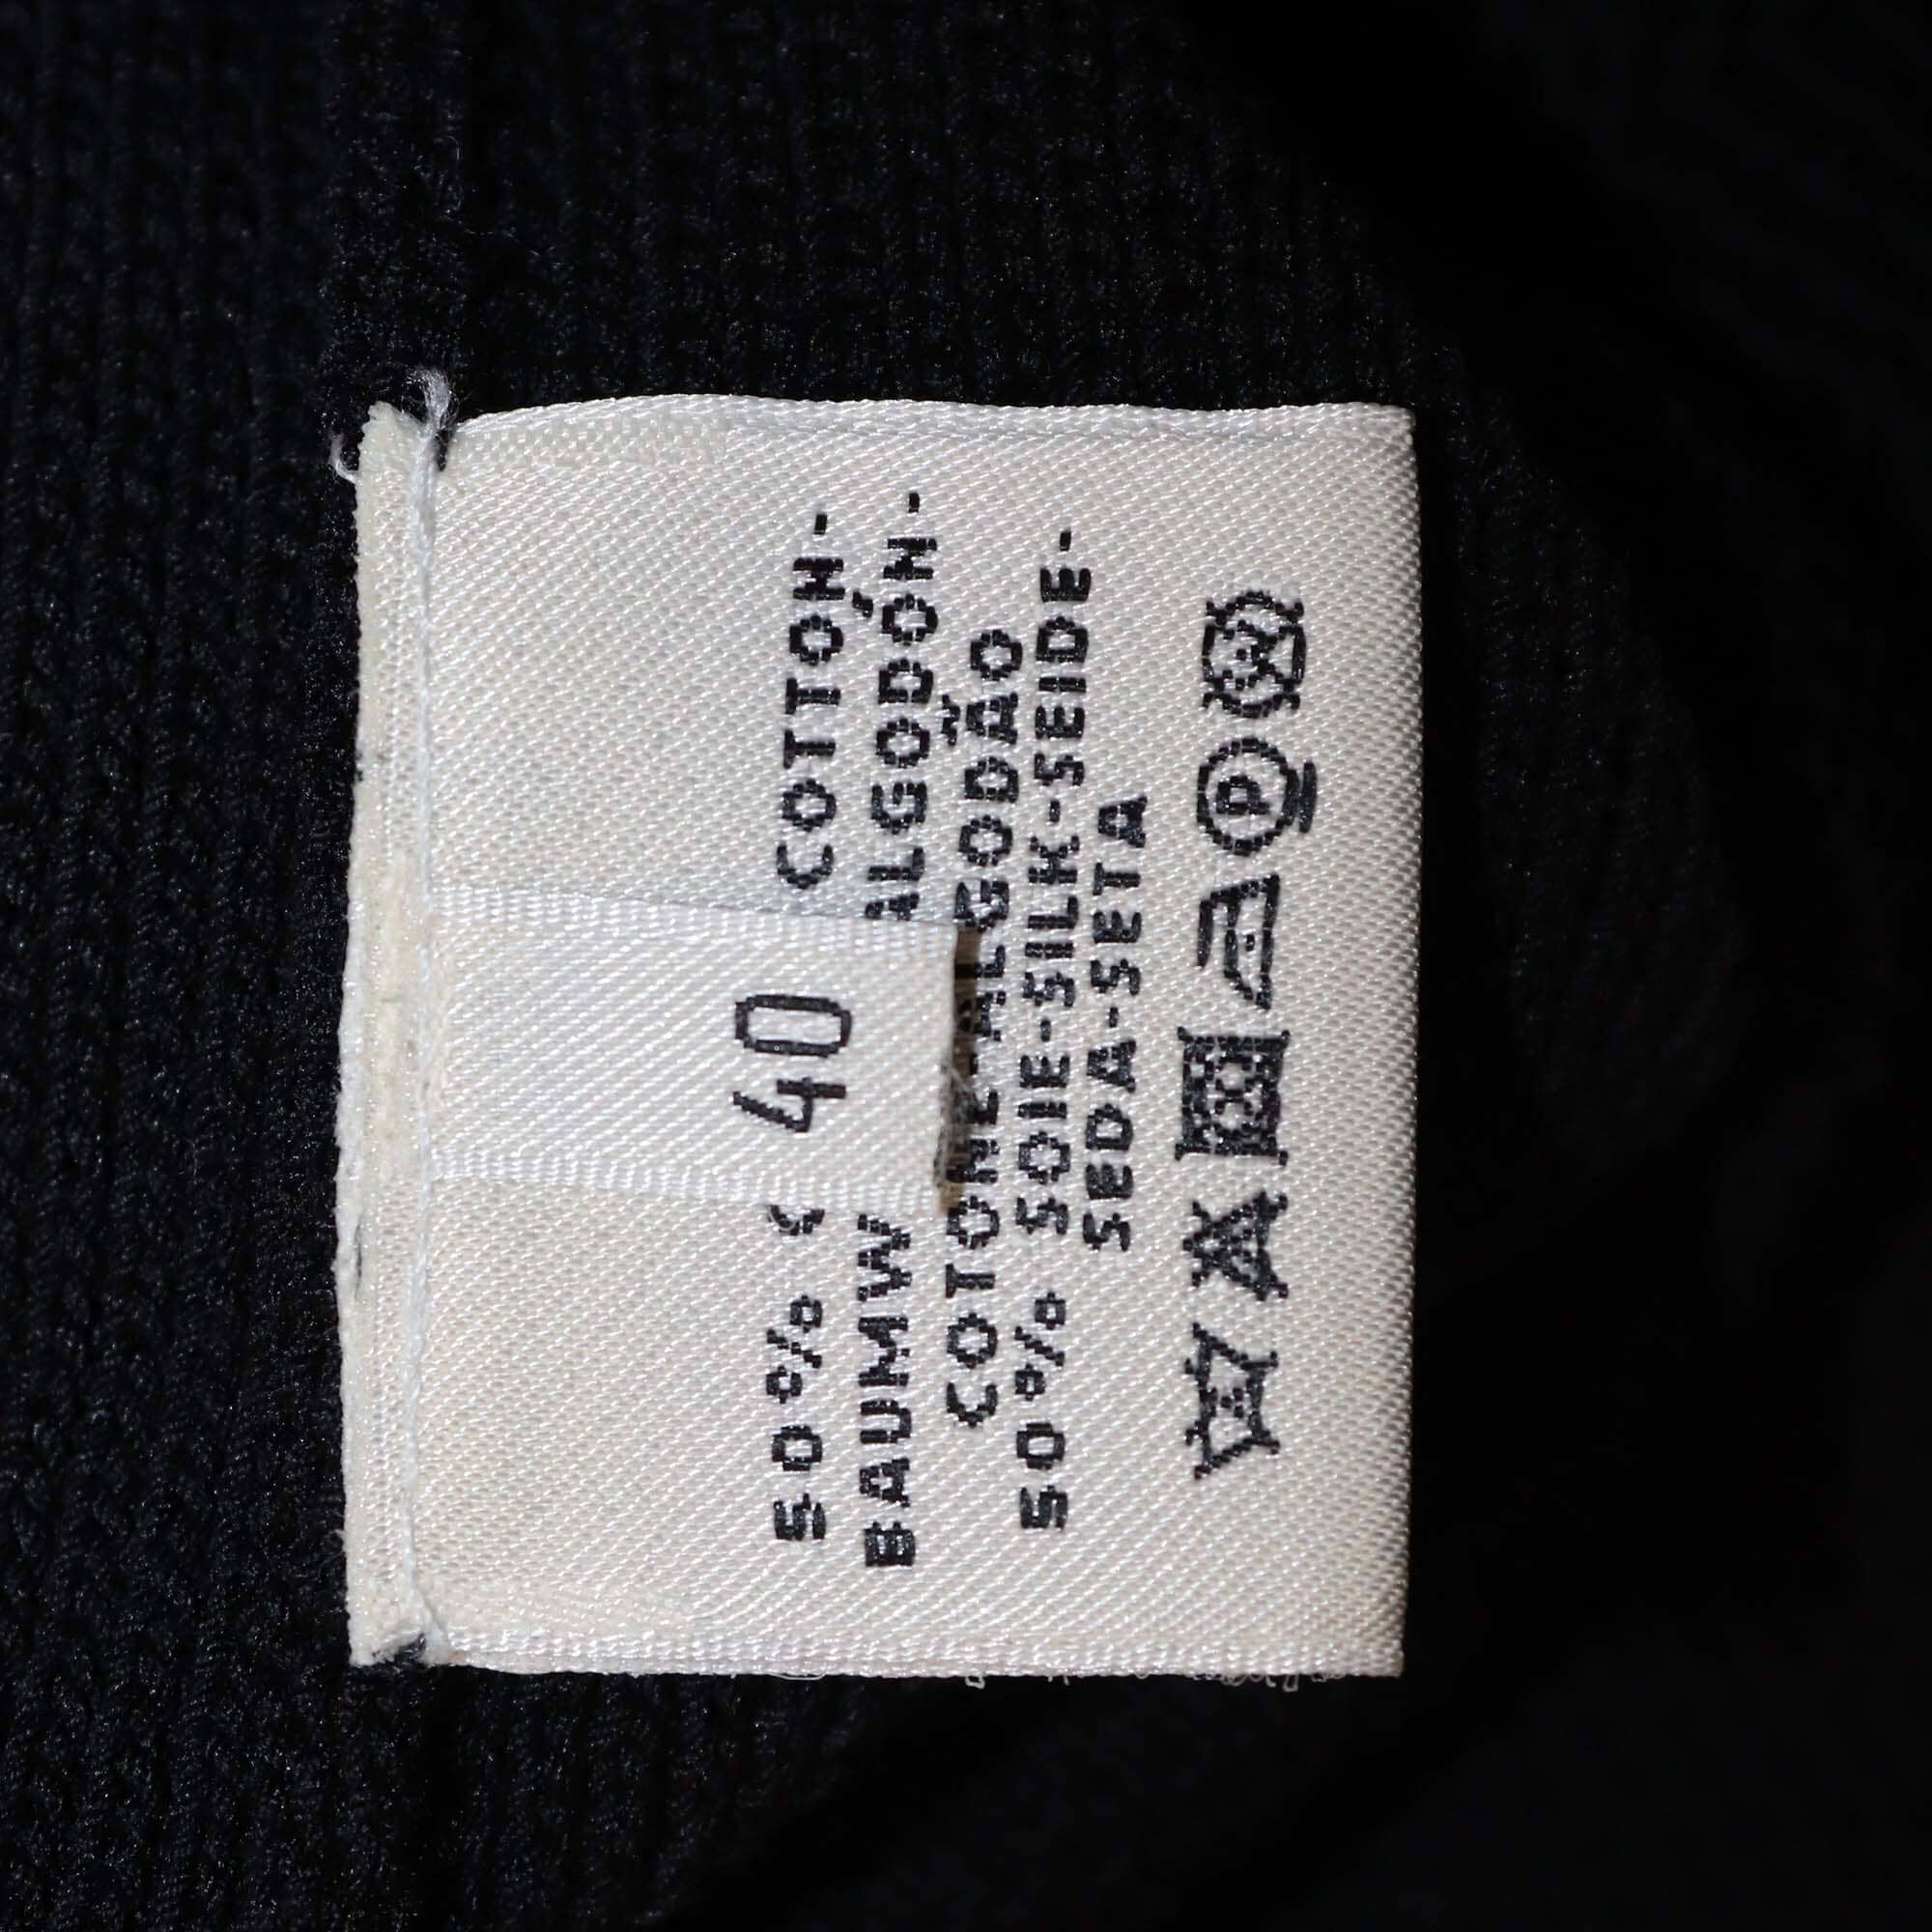 40
50% COTTON-
BAUMW ALGODÓN-
COTONE-ALGODÃO
50% SOIE-SILK-SEIDE-
SEDA-SETA
P
W